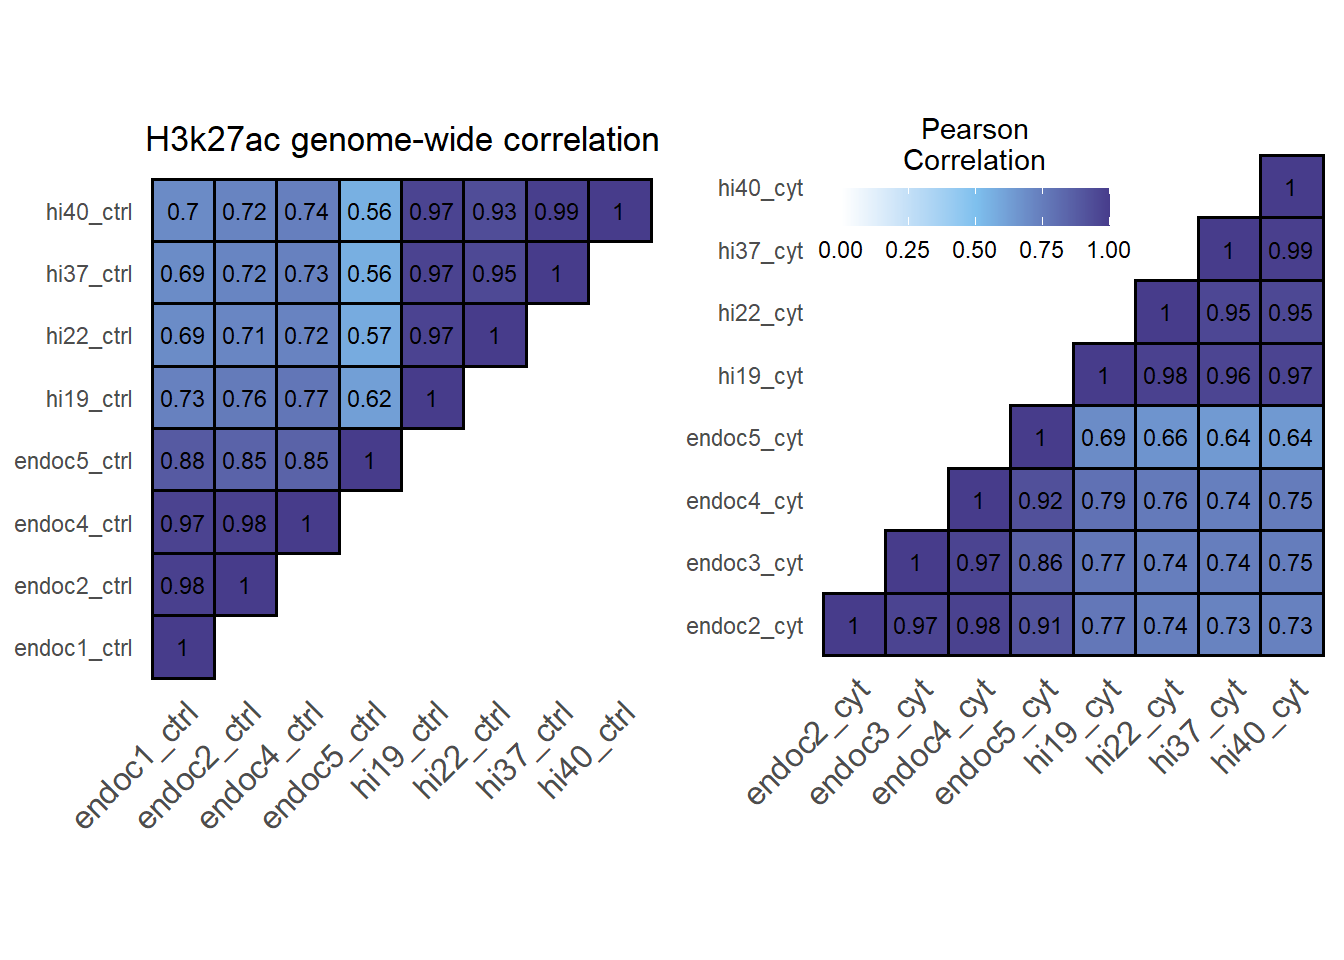 H3k27ac genome-wide correlation
hi40_ctrl 0.7 0.72 0.74 0.56 0.97 0.93 0.99 1
hi37_ctrl 0.69 0.72 0.73 0.56 0.97 0.95 1
hi22_ctrl 0.69 0.71 0.72 0.57 0.97 1
hi19_ctrl 0.73 0.76 0.77 0.62 1
endoc5_ctrl 0.88 0.85 0.85 1
endoc4_ctrl 0.97 0.98 1
endoc2_ctrl 0.98 1
endoc1_ctrl 1
endoc1_ctrl endoc2_ctrl endoc4_ctrl endoc5_ctrl hi19_ctrl hi22_ctrl hi37_ctrl hi40_ctrl
Pearson
Correlation
0.00 0.25 0.50 0.75 1.00
hi40_cyt 1
hi37_cyt 1 0.99
hi22_cyt 1 0.95 0.95
hi19_cyt 1 0.98 0.96 0.97
endoc5_cyt 1 0.69 0.66 0.64 0.64
endoc4_cyt 1 0.92 0.79 0.76 0.74 0.75
endoc3_cyt 1 0.97 0.86 0.77 0.74 0.74 0.75
endoc2_cyt 1 0.97 0.98 0.91 0.77 0.74 0.73 0.73
endoc2_cyt endoc3_cyt endoc4_cyt endoc5_cyt hi19_cyt hi22_cyt hi37_cyt hi40_cyt